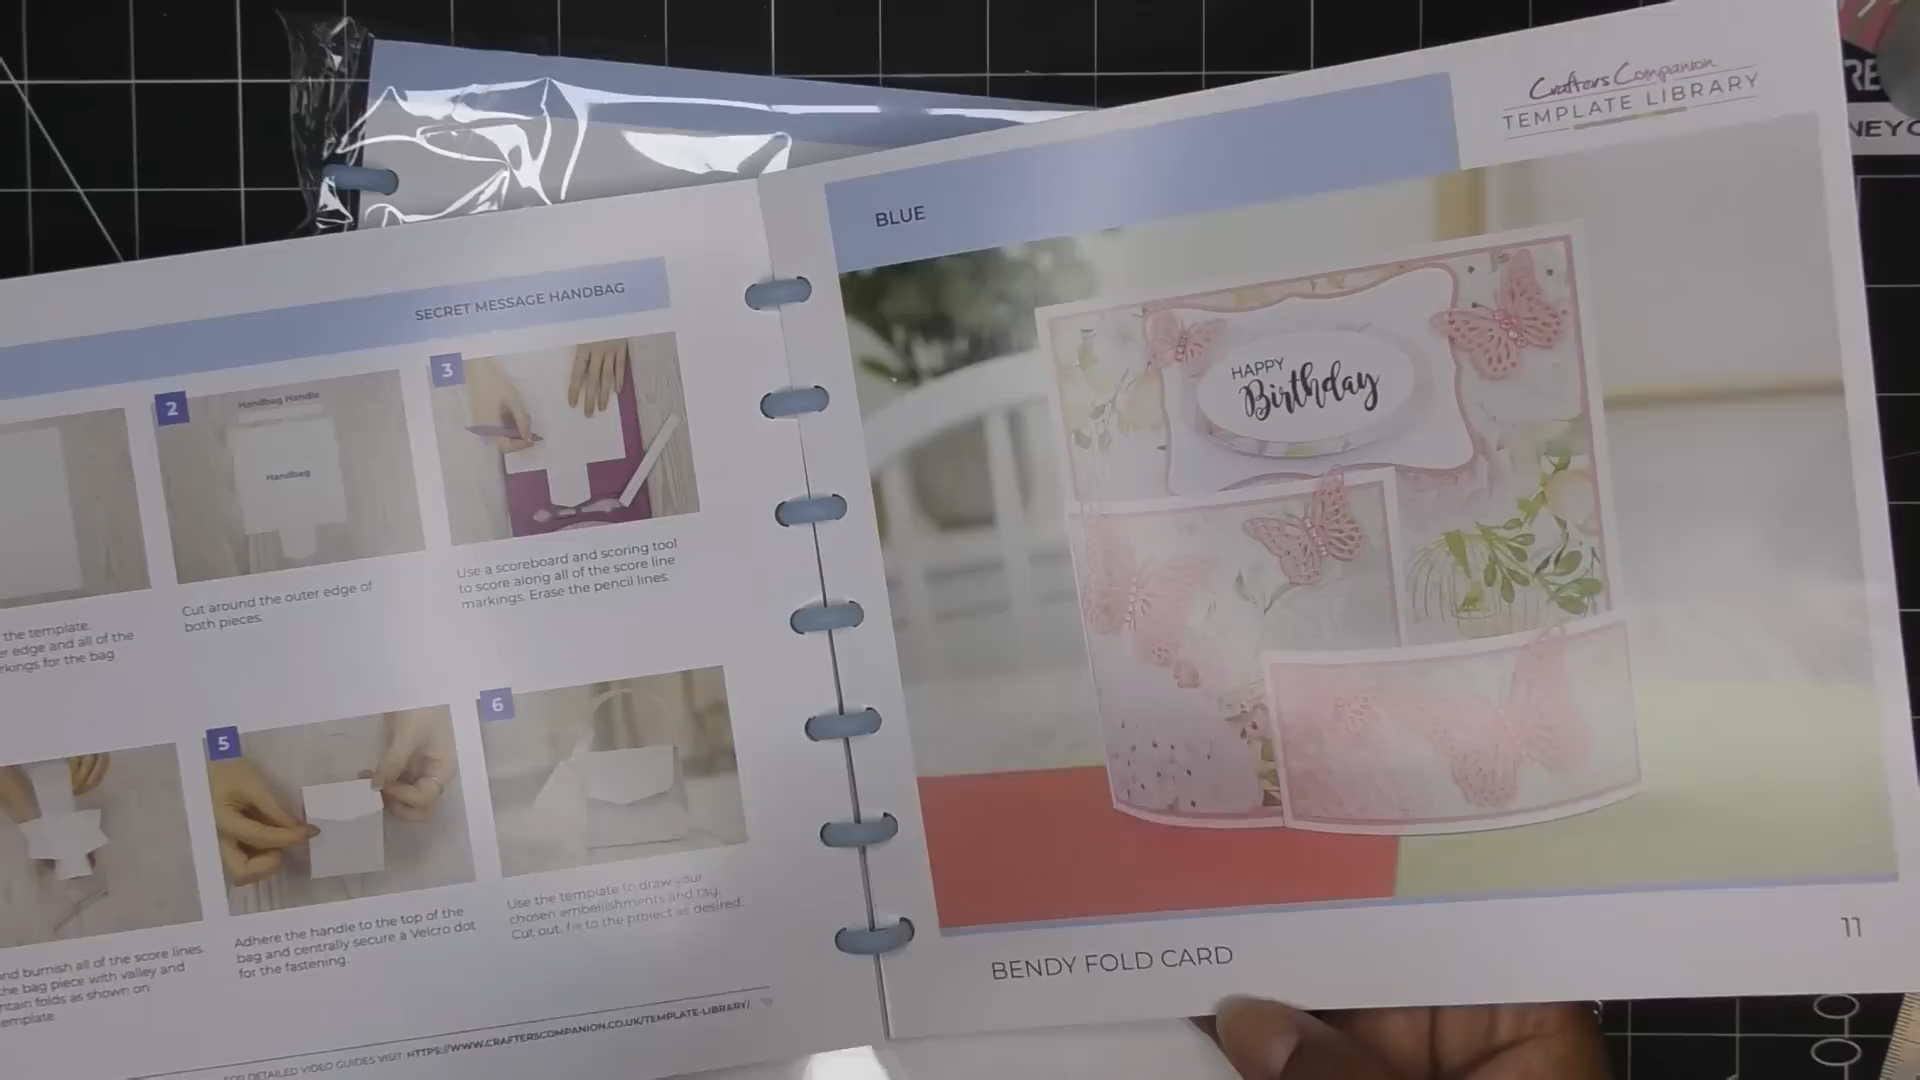 SECRET MESSAGE HANDBAG
2
Handbag Handle
Handbag
3
the template.
er edge and all of the
rkings for the bag
Cut around the outer edge of
both pieces.
Use a scoreboard and scoring tool
to score along all of the score line
markings. Erase the pencil lines.
5
6
nd burnish all of the score lines.
the bag piece with valley and
ntain folds as shown on
emplate.
Adhere the handle to the top of the
bag and centrally secure a Velcro dot
for the fastening.
Use the template to draw your
chosen embellishments and tag.
Cut out, fix to the project as desired.
FOR DETAILED VIDEO GUIDES VISIT HTTPS://WWW.CRAFTERSCOMPANION.CO.UK/TEMPLATE-LIBRARY/
Crafters Companion
TEMPLATE LIBRARY
BLUE
HAPPY
Birthday
BENDY FOLD CARD
11
RE
NEYC